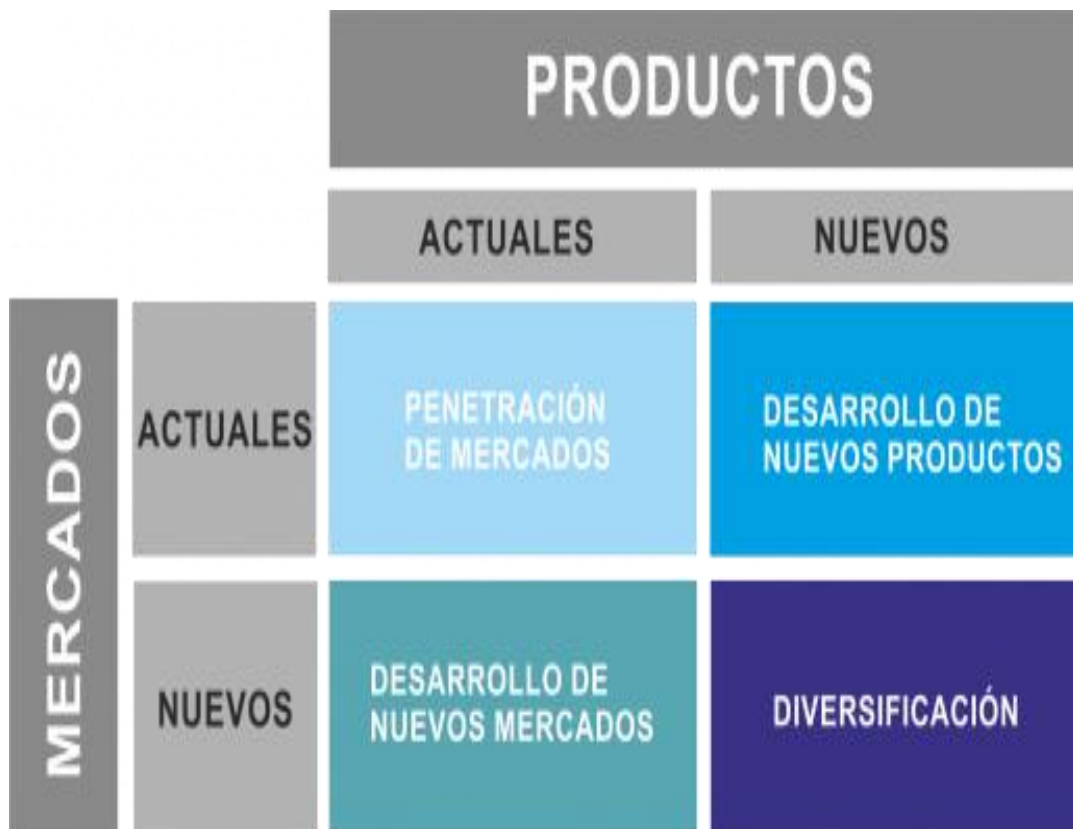 PRODUCTOS
ACTUALES
NUEVOS
MERCADOS
ACTUALES
PENETRACIÓN
DE MERCADOS
DESARROLLO DE
NUEVOS PRODUCTOS
NUEVOS
DESARROLLO DE
NUEVOS MERCADOS
DIVERSIFICACIÓN